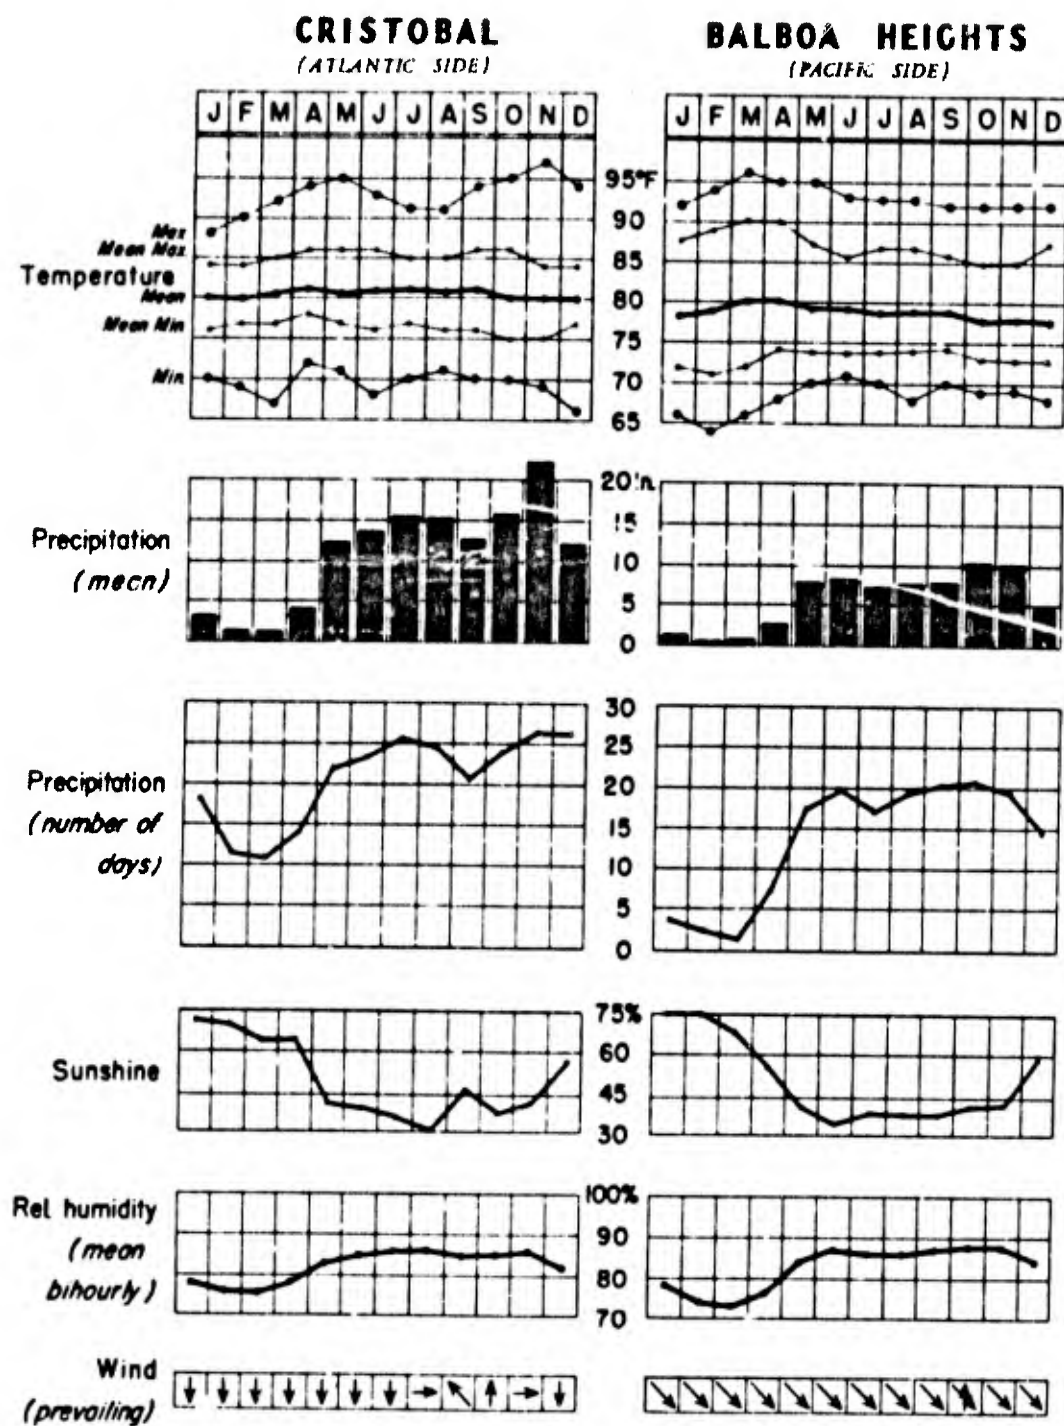 CRISTOBAL
(ATLANTIC SIDE)
BALBOA HEIGHTS
(PACIFIC SIDE)
J F M A M J J A S O N D
J F M A M J J A S O N D
95°F
90
85
80
75
70
65
Max
Mean Max
Temperature
Mean
Mean Min
Min
Precipitation
(mean)
20 in.
15
10
5
0
Precipitation
(number of
days)
30
25
20
15
10
5
0
Sunshine
75%
60
45
30
Rel. humidity
(mean
bihourly)
100%
90
80
70
Wind
(prevailing)